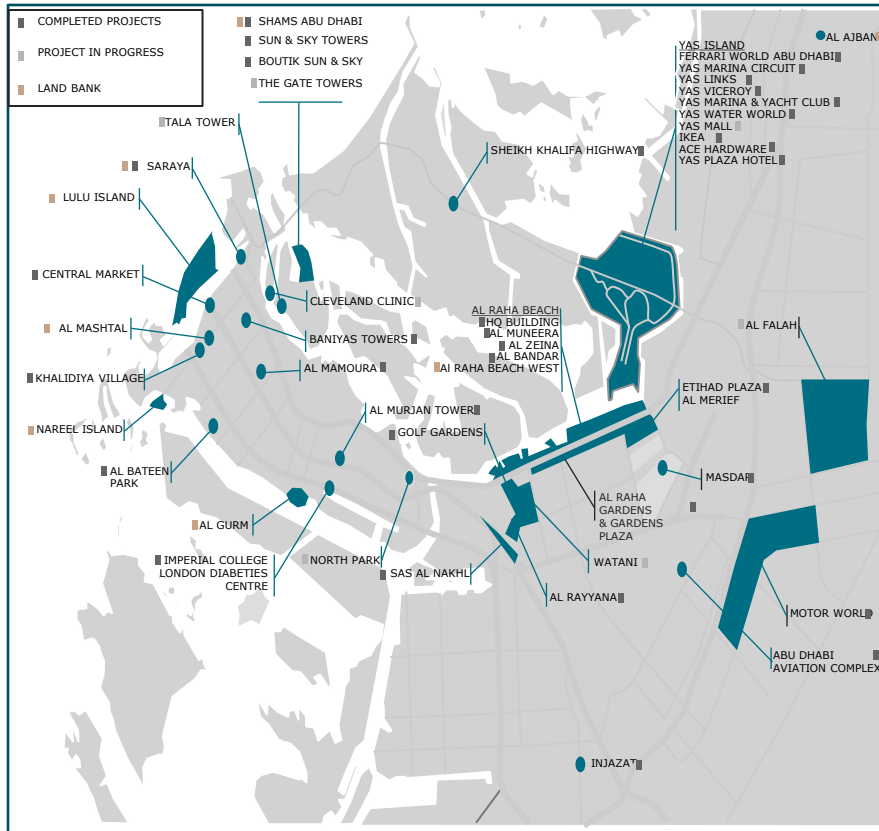 COMPLETED PROJECTS
PROJECT IN PROGRESS
LAND BANK
SHAMS ABU DHABI
SUN & SKY TOWERS
BOUTIK SUN & SKY
THE GATE TOWERS
TALA TOWER
SARAYA
LULU ISLAND
CENTRAL MARKET
AL MASHTAL
KHALIDIYA VILLAGE
NAREEL ISLAND
AL BATEEN
PARK
AL GURM
IMPERIAL COLLEGE
LONDON DIABETIES
CENTRE
CLEVELAND CLINIC
BANIYAS TOWERS
AL MAMOURA
AL MURJAN TOWER
GOLF GARDENS
NORTH PARK
SAS AL NAKHL
SHEIKH KHALIFA HIGHWAY
AL RAHA BEACH
HQ BUILDING
AL MUNEERA
AL ZEINA
AL BANDAR
Al RAHA BEACH WEST
YAS ISLAND
FERRARI WORLD ABU DHABI
YAS MARINA CIRCUIT
YAS LINKS
YAS VICEROY
YAS MARINA & YACHT CLUB
YAS WATER WORLD
YAS MALL
IKEA
ACE HARDWARE
YAS PLAZA HOTEL
AL AJBAN
AL FALAH
ETIHAD PLAZA
AL MERIEF
MASDAR
AL RAHA
GARDENS
& GARDENS
PLAZA
WATANI
AL RAYYANA
MOTOR WORLD
ABU DHABI
AVIATION COMPLEX
INJAZAT